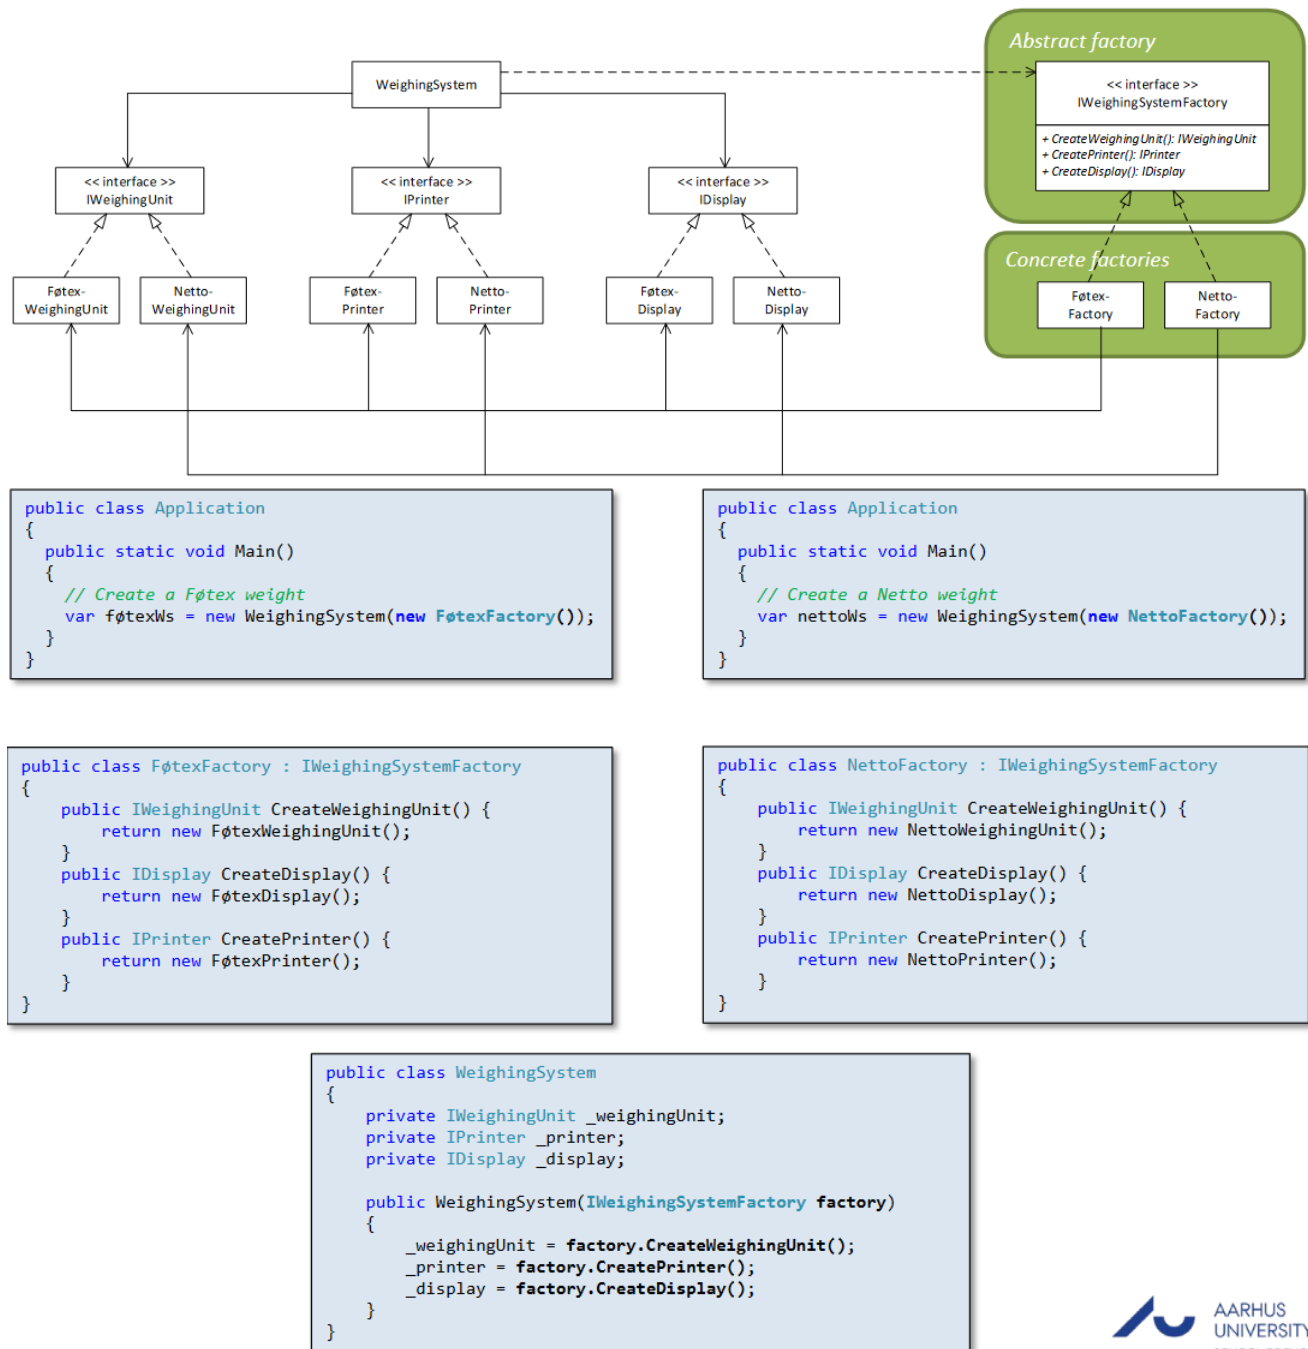 Abstract factory
<< interface >>
IWeighingSystemFactory
+ CreateWeighingUnit(): IWeighingUnit
+ CreatePrinter(): IPrinter
+ CreateDisplay(): IDisplay
WeighingSystem
<< interface >>
IWeighingUnit
<< interface >>
IPrinter
<< interface >>
IDisplay
Føtex-
WeighingUnit
Netto-
WeighingUnit
Føtex-
Printer
Netto-
Printer
Føtex-
Display
Netto-
Display
Concrete factories
Føtex-
Factory
Netto-
Factory
public class Application
{
public static void Main()
{
// Create a Føtex weight
var føtexWs = new WeighingSystem(new FøtexFactory());
}
}
public class Application
{
public static void Main()
{
// Create a Netto weight
var nettoWs = new WeighingSystem(new NettoFactory());
}
}
public class FøtexFactory : IWeighingSystemFactory
{
public IWeighingUnit CreateWeighingUnit() {
return new FøtexWeighingUnit();
}
public IDisplay CreateDisplay() {
return new FøtexDisplay();
}
public IPrinter CreatePrinter() {
return new FøtexPrinter();
}
}
public class NettoFactory : IWeighingSystemFactory
{
public IWeighingUnit CreateWeighingUnit() {
return new NettoWeighingUnit();
}
public IDisplay CreateDisplay() {
return new NettoDisplay();
}
public IPrinter CreatePrinter() {
return new NettoPrinter();
}
}
public class WeighingSystem
{
private IWeighingUnit _weighingUnit;
private IPrinter _printer;
private IDisplay _display;
public WeighingSystem(IWeighingSystemFactory factory)
{
_weighingUnit = factory.CreateWeighingUnit();
_printer = factory.CreatePrinter();
_display = factory.CreateDisplay();
}
}
AARHUS
UNIVERSITY